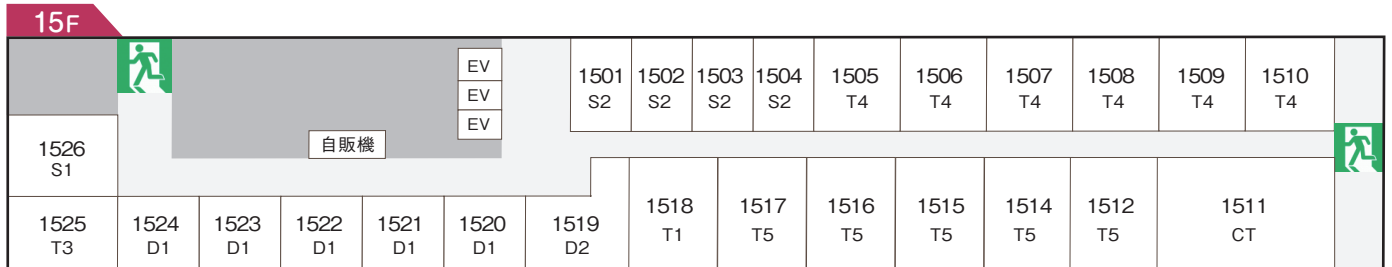 15F
EV
EV
EV
自販機
1501
S2
1502
S2
1503
S2
1504
S2
1505
T4
1506
T4
1507
T4
1508
T4
1509
T4
1510
T4
1526
S1
1525
T3
1524
D1
1523
D1
1522
D1
1521
D1
1520
D1
1519
D2
1518
T1
1517
T5
1516
T5
1515
T5
1514
T5
1512
T5
1511
CT